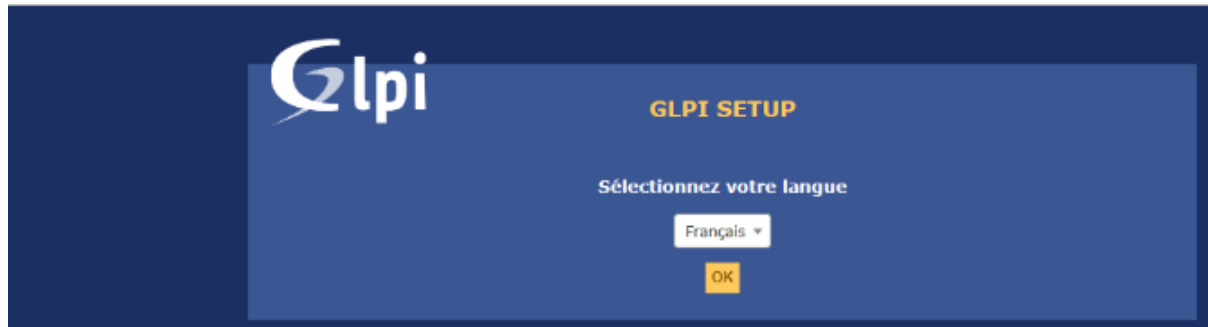 Glpi
GLPI SETUP
Sélectionnez votre langue
Français
OK